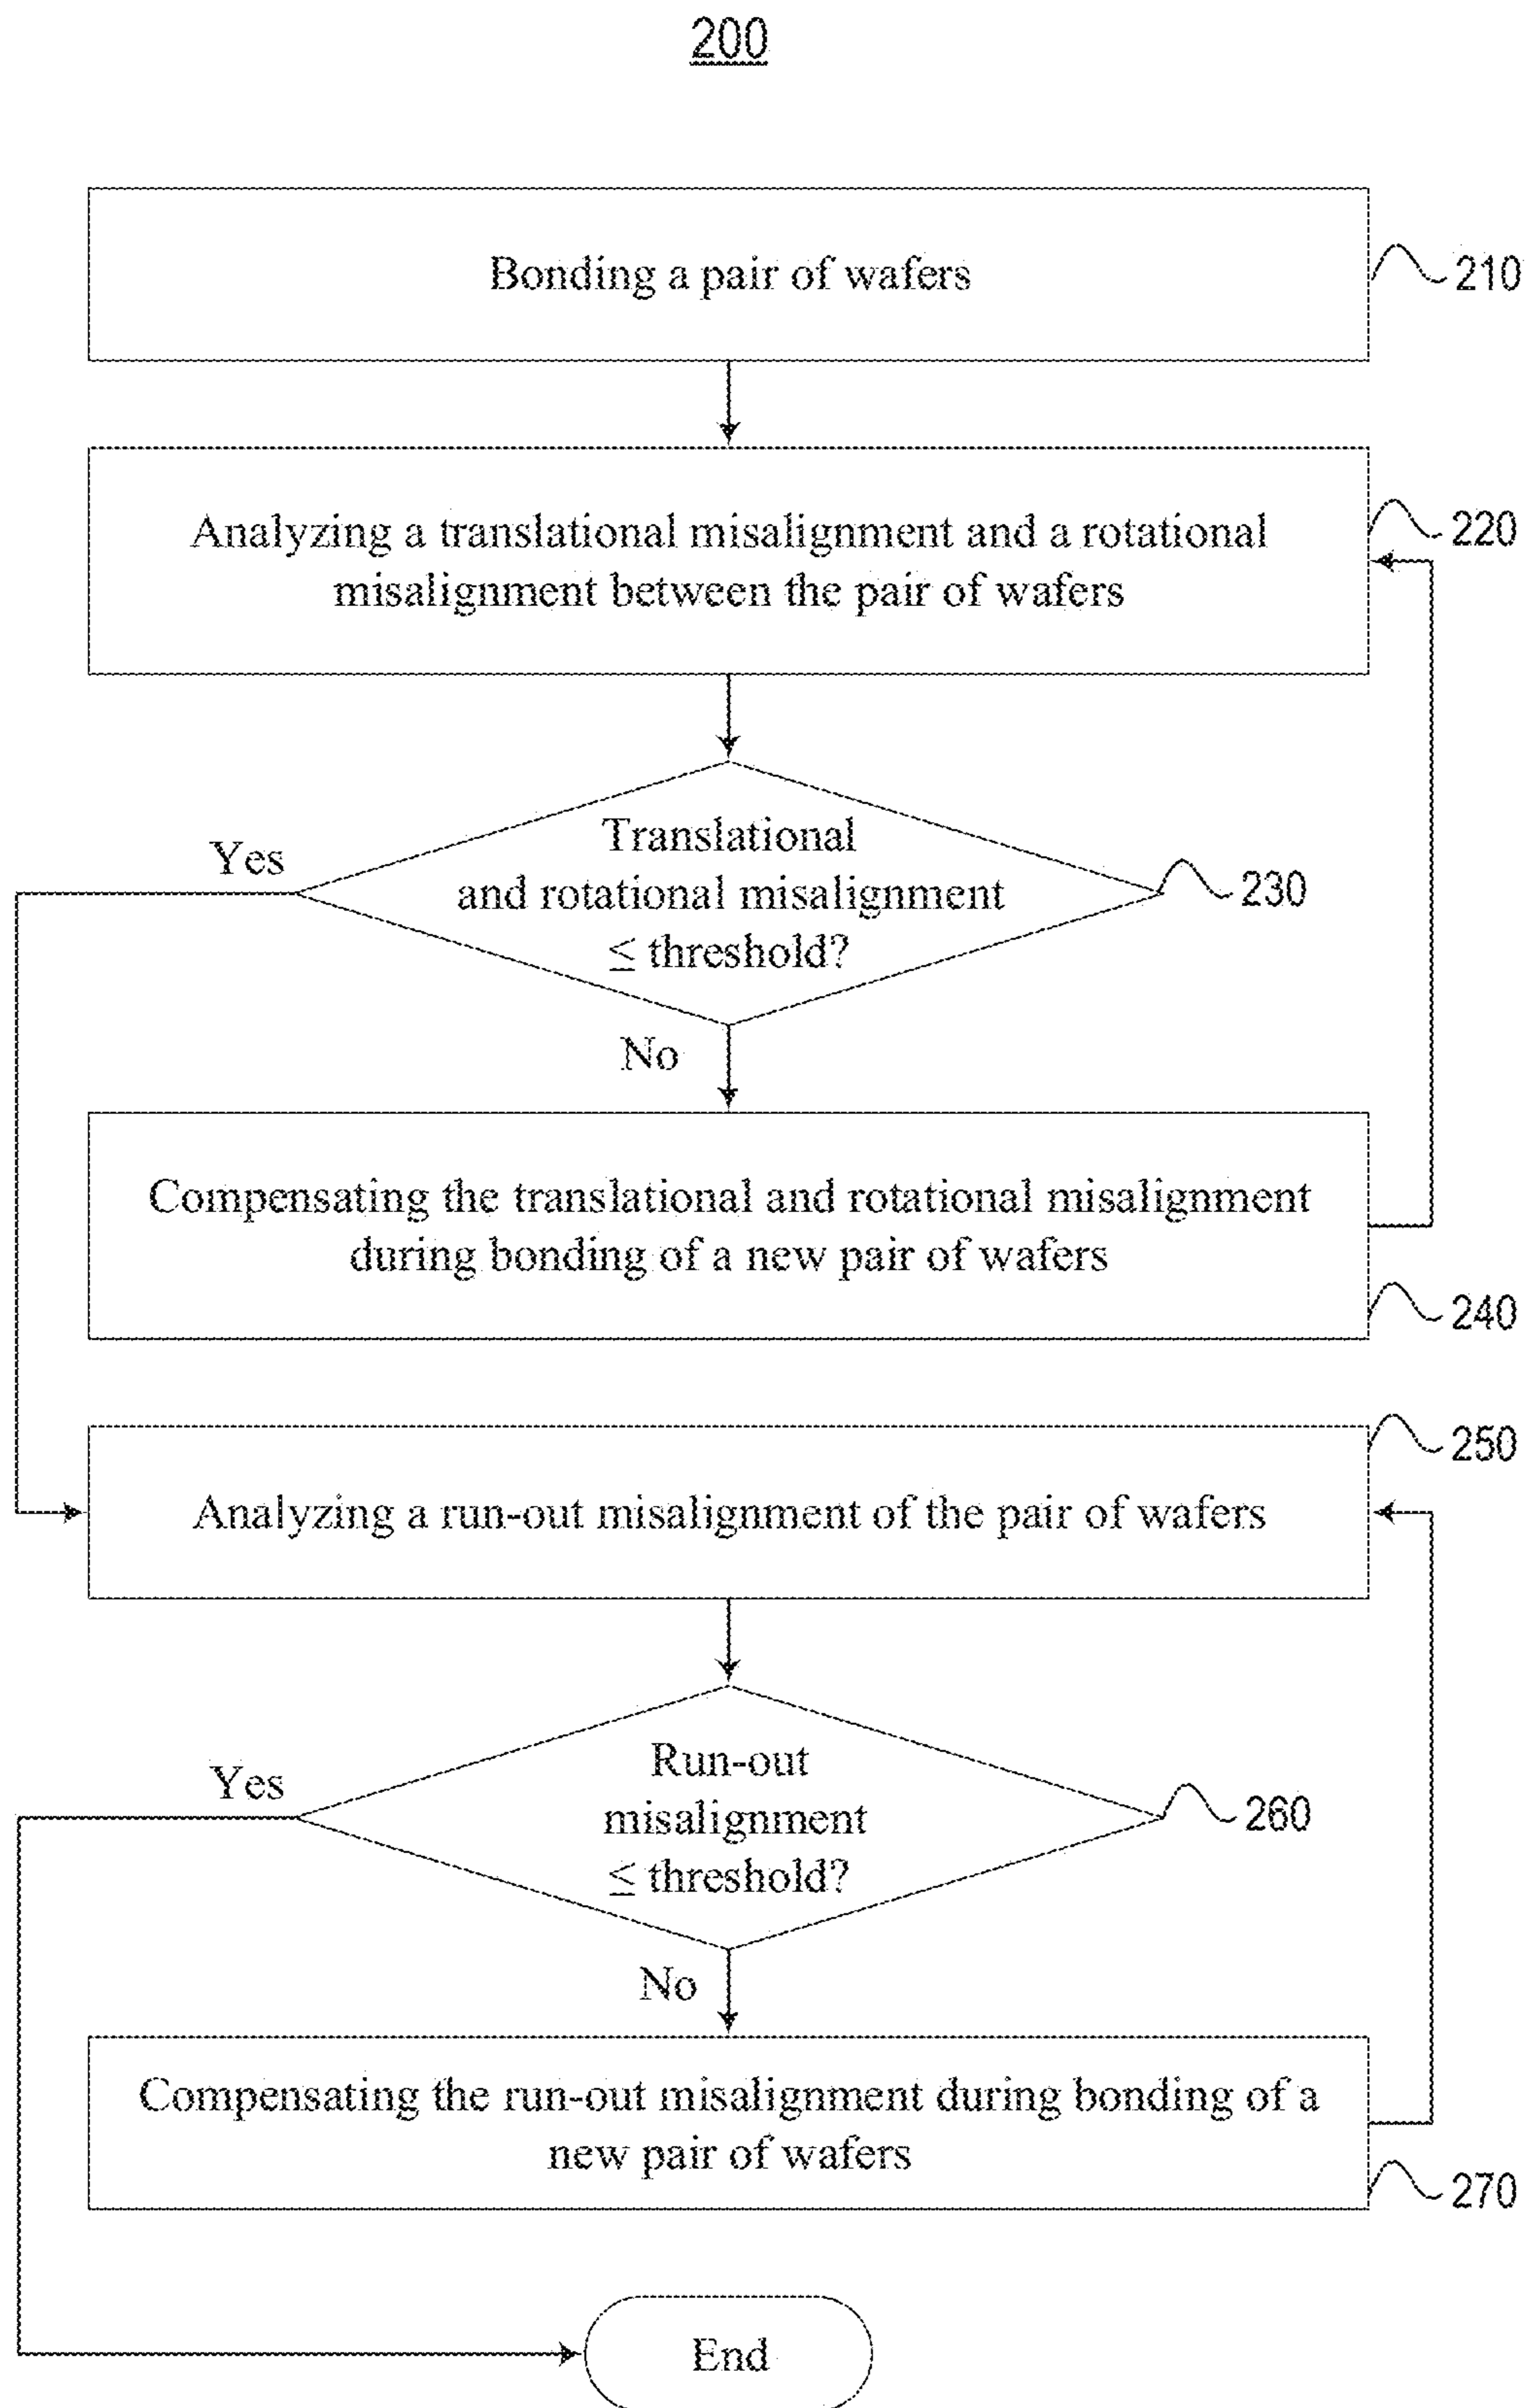 200
Bonding a pair of wafers
210
Analyzing a translational misalignment and a rotational
misalignment between the pair of wafers
220
Translational
and rotational misalignment
≤ threshold?
230
Yes
No
Compensating the translational and rotational misalignment
during bonding of a new pair of wafers
240
Analyzing a run-out misalignment of the pair of wafers
250
Run-out
misalignment
≤ threshold?
260
Yes
No
Compensating the run-out misalignment during bonding of a
new pair of wafers
270
End